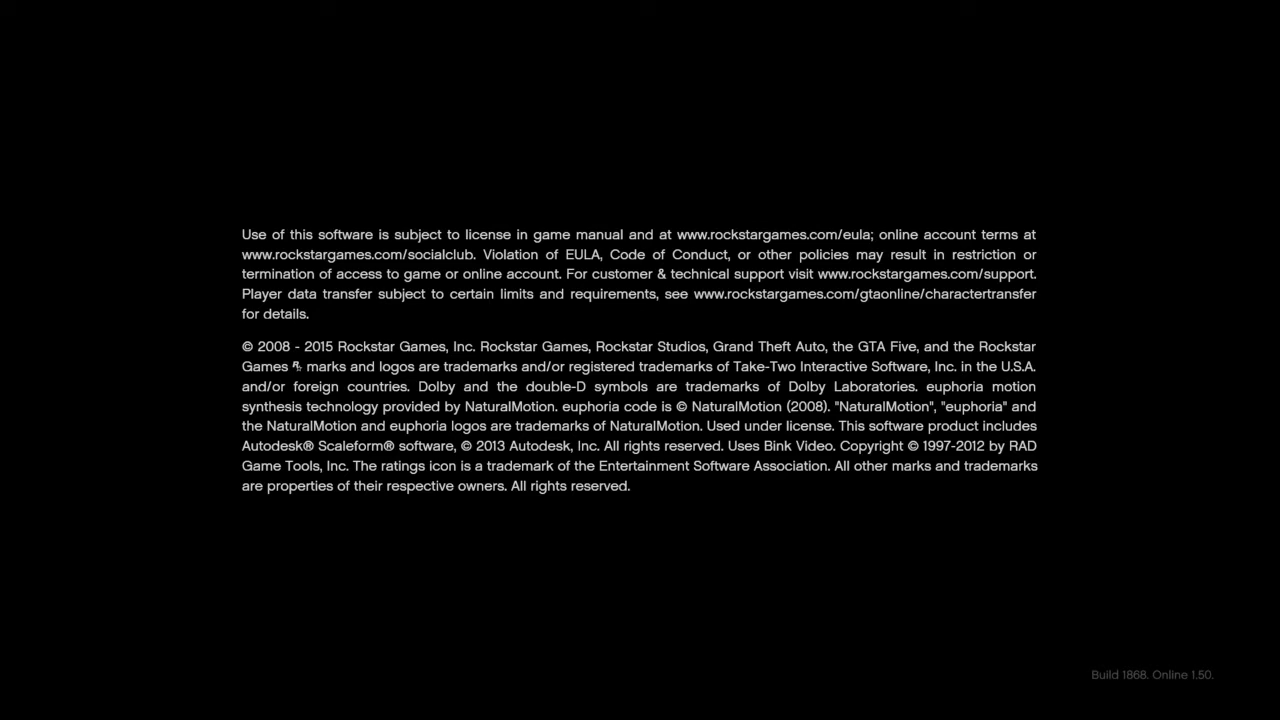 Use of this software is subject to license in game manual and at www.rockstargames.com/eula; online account terms at
www.rockstargames.com/socialclub. Violation of EULA, Code of Conduct, or other policies may result in restriction or
termination of access to game or online account. For customer & technical support visit www.rockstargames.com/support.
Player data transfer subject to certain limits and requirements, see www.rockstargames.com/gtaonline/charactertransfer
for details.
© 2008 - 2015 Rockstar Games, Inc. Rockstar Games, Rockstar Studios, Grand Theft Auto, the GTA Five, and the Rockstar
Games R* marks and logos are trademarks and/or registered trademarks of Take-Two Interactive Software, Inc. in the U.S.A.
and/or foreign countries. Dolby and the double-D symbols are trademarks of Dolby Laboratories. euphoria motion
synthesis technology provided by NaturalMotion. euphoria code is © NaturalMotion (2008). "NaturalMotion", "euphoria" and
the NaturalMotion and euphoria logos are trademarks of NaturalMotion. Used under license. This software product includes
Autodesk® Scaleform® software, © 2013 Autodesk, Inc. All rights reserved. Uses Bink Video. Copyright © 1997-2012 by RAD
Game Tools, Inc. The ratings icon is a trademark of the Entertainment Software Association. All other marks and trademarks
are properties of their respective owners. All rights reserved.
Build 1868. Online 1.50.